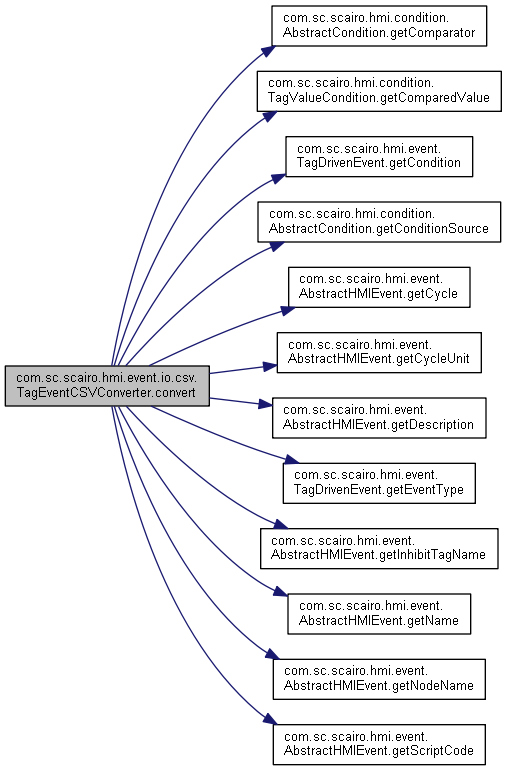 com.sc.scairo.hmi.condition.
AbstractCondition.getComparator
com.sc.scairo.hmi.condition.
TagValueCondition.getComparedValue
com.sc.scairo.hmi.event.
TagDrivenEvent.getCondition
com.sc.scairo.hmi.condition.
AbstractCondition.getConditionSource
com.sc.scairo.hmi.event.
AbstractHMIEvent.getCycle
com.sc.scairo.hmi.event.io.csv.
TagEventCSVConverter.convert
com.sc.scairo.hmi.event.
AbstractHMIEvent.getCycleUnit
com.sc.scairo.hmi.event.
AbstractHMIEvent.getDescription
com.sc.scairo.hmi.event.
TagDrivenEvent.getEventType
com.sc.scairo.hmi.event.
AbstractHMIEvent.getInhibitTagName
com.sc.scairo.hmi.event.
AbstractHMIEvent.getName
com.sc.scairo.hmi.event.
AbstractHMIEvent.getNodeName
com.sc.scairo.hmi.event.
AbstractHMIEvent.getScriptCode